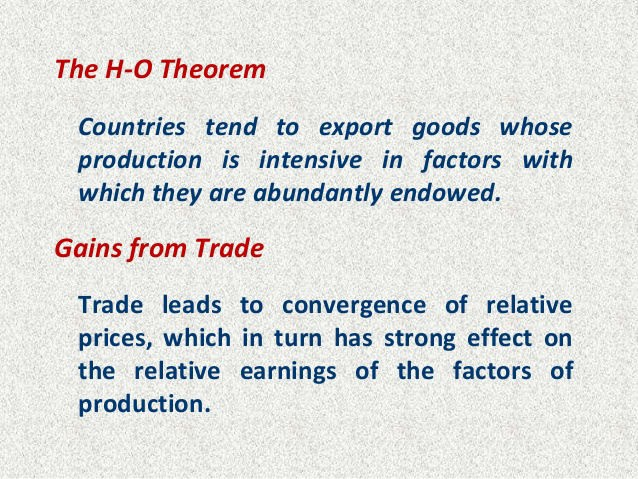 The H-O Theorem
Countries tend to export goods whose
production is intensive in factors with
which they are abundantly endowed.
Gains from Trade
Trade leads to convergence of relative
prices, which in turn has strong effect on
the relative earnings of the factors of
production.